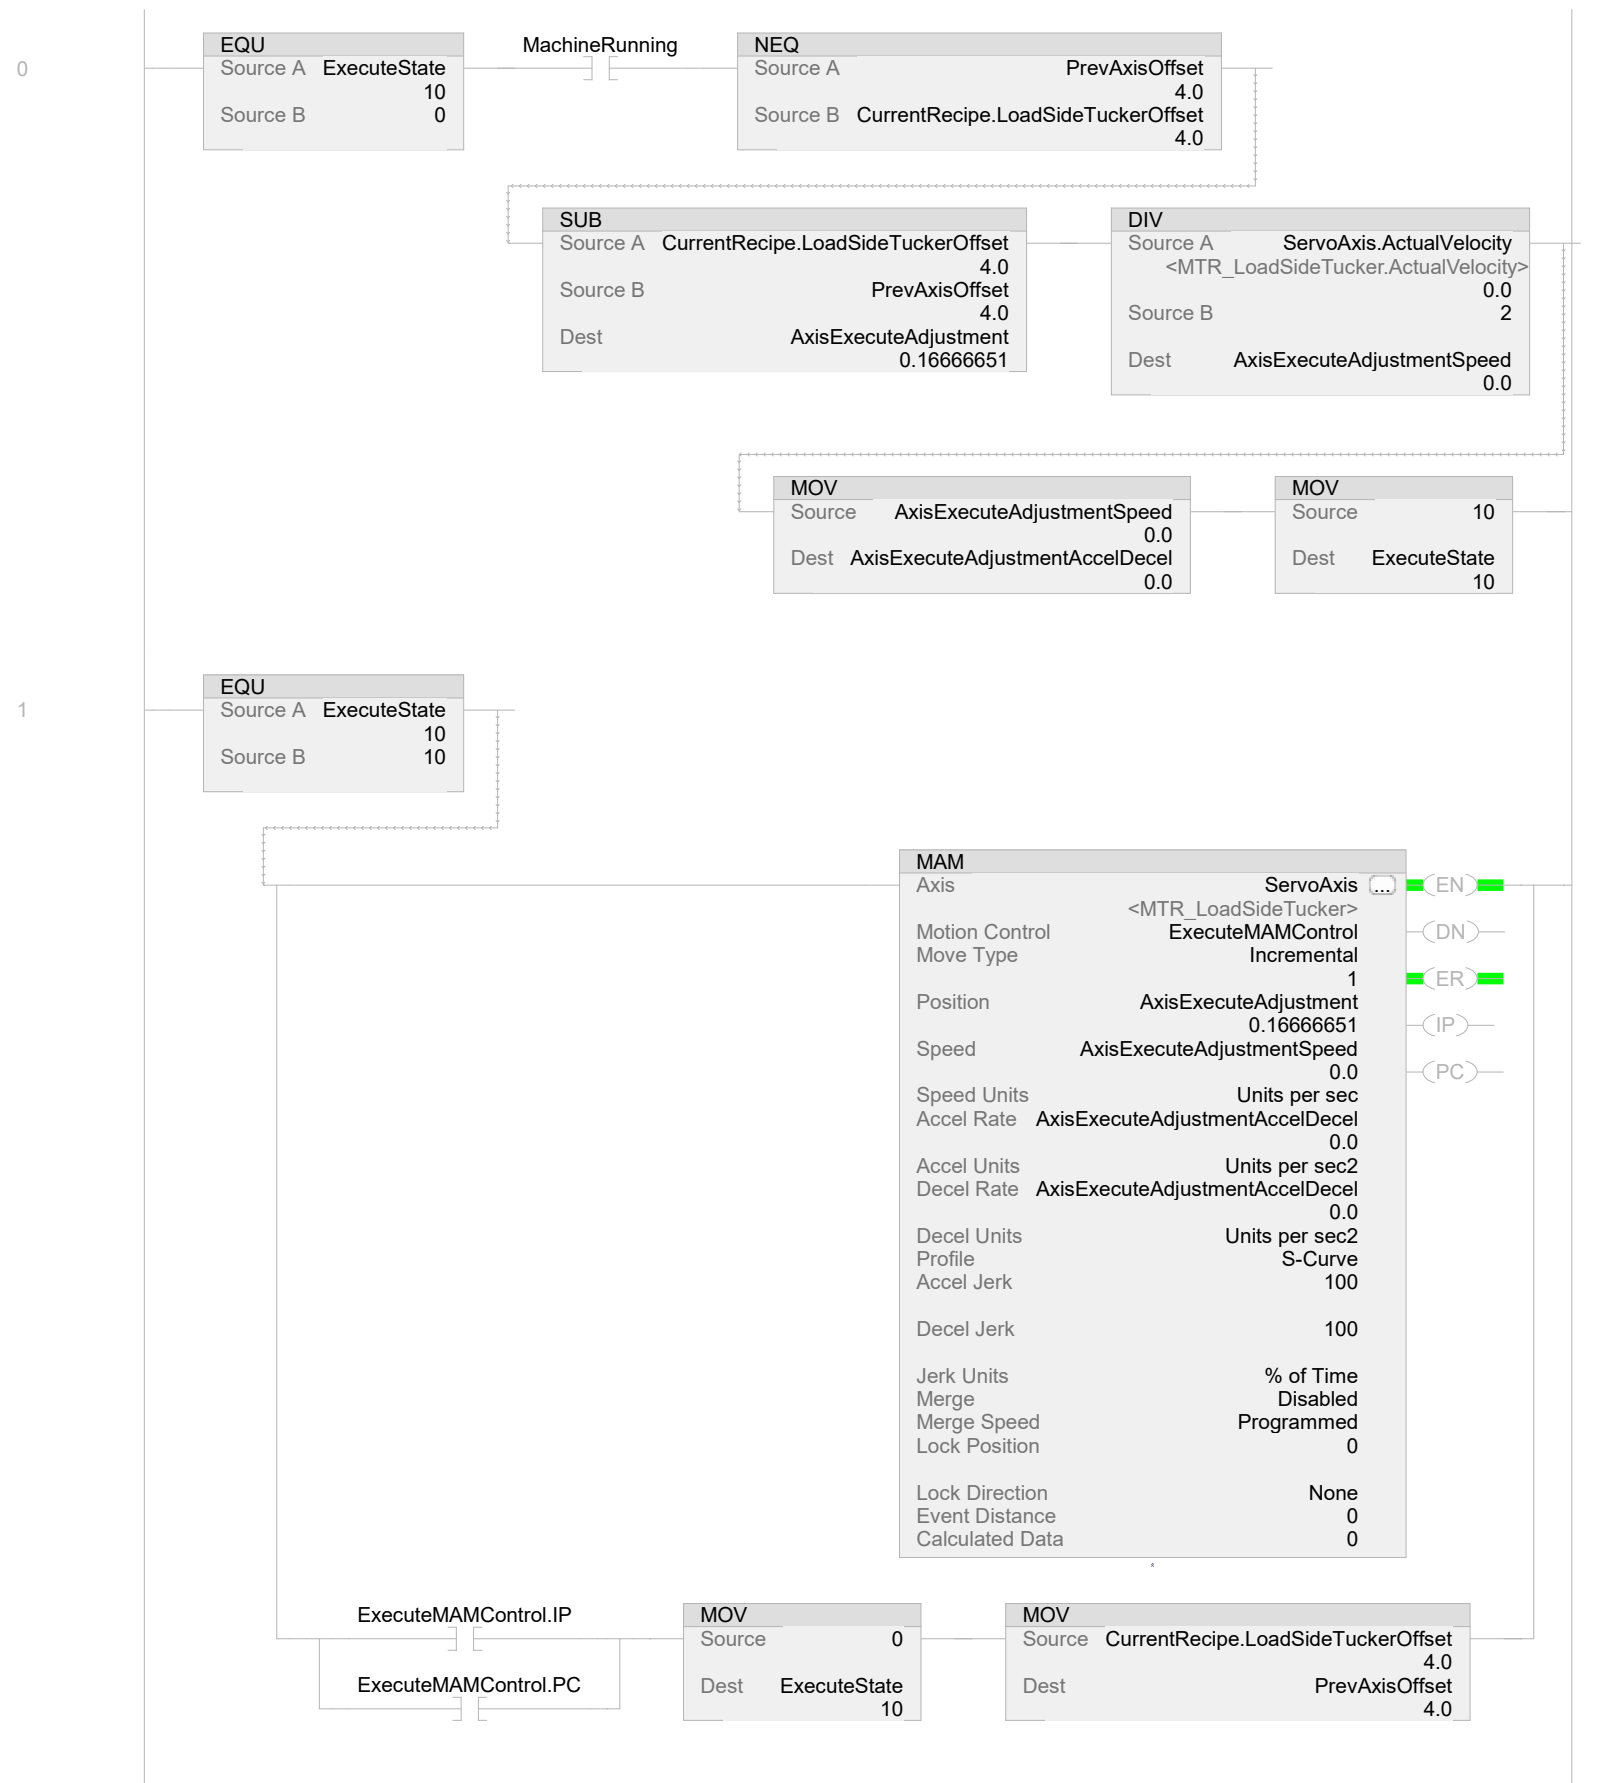 0
EQU
Source A ExecuteState
10
Source B 0
MachineRunning
NEQ
Source A PrevAxisOffset
4.0
Source B CurrentRecipe.LoadSideTuckerOffset
4.0
SUB
Source A CurrentRecipe.LoadSideTuckerOffset
4.0
Source B PrevAxisOffset
4.0
Dest AxisExecuteAdjustment
0.16666651
DIV
Source A ServoAxis.ActualVelocity
<MTR_LoadSideTucker.ActualVelocity>
0.0
Source B 2
Dest AxisExecuteAdjustmentSpeed
0.0
MOV
Source AxisExecuteAdjustmentSpeed
0.0
Dest AxisExecuteAdjustmentAccelDecel
0.0
MOV
Source 10
Dest ExecuteState
10
1
EQU
Source A ExecuteState
10
Source B 10
MAM
Axis ServoAxis ...
<MTR_LoadSideTucker>
Motion Control ExecuteMAMControl
Move Type Incremental
1
Position AxisExecuteAdjustment
0.16666651
Speed AxisExecuteAdjustmentSpeed
0.0
Speed Units Units per sec
Accel Rate AxisExecuteAdjustmentAccelDecel
0.0
Accel Units Units per sec2
Decel Rate AxisExecuteAdjustmentAccelDecel
0.0
Decel Units Units per sec2
Profile S-Curve
Accel Jerk 100
Decel Jerk 100
Jerk Units % of Time
Merge Disabled
Merge Speed Programmed
Lock Position 0
Lock Direction None
Event Distance 0
Calculated Data 0
EN
DN
ER
IP
PC
ExecuteMAMControl.IP
ExecuteMAMControl.PC
MOV
Source 0
Dest ExecuteState
10
MOV
Source CurrentRecipe.LoadSideTuckerOffset
4.0
Dest PrevAxisOffset
4.0